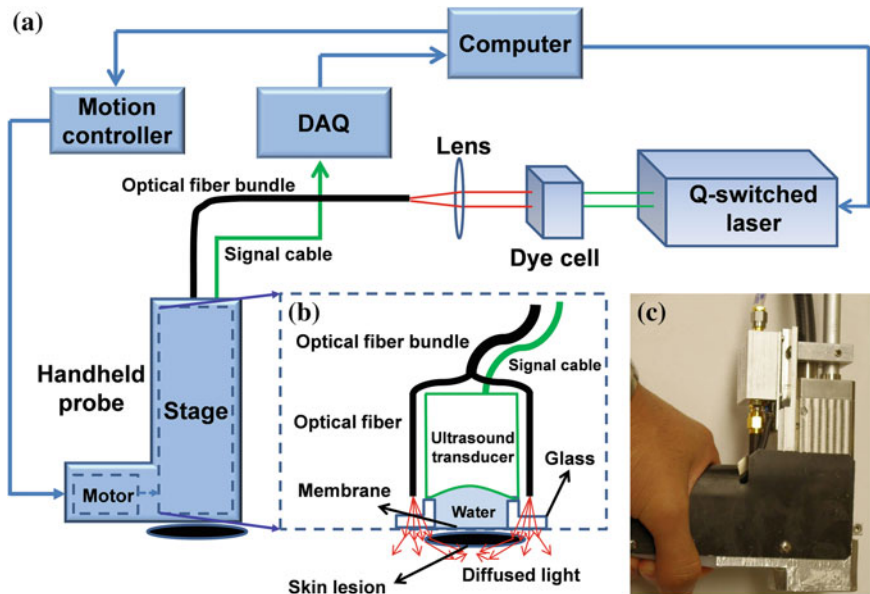 (a)
Computer
Motion
controller
DAQ
Lens
Optical fiber bundle
Q-switched
laser
Signal cable
Dye cell
(b)
(c)
Optical fiber bundle
Signal cable
Handheld
probe
Stage
Optical fiber
Ultrasound
transducer
Glass
Motor
Membrane
Water
Skin lesion
Diffused light